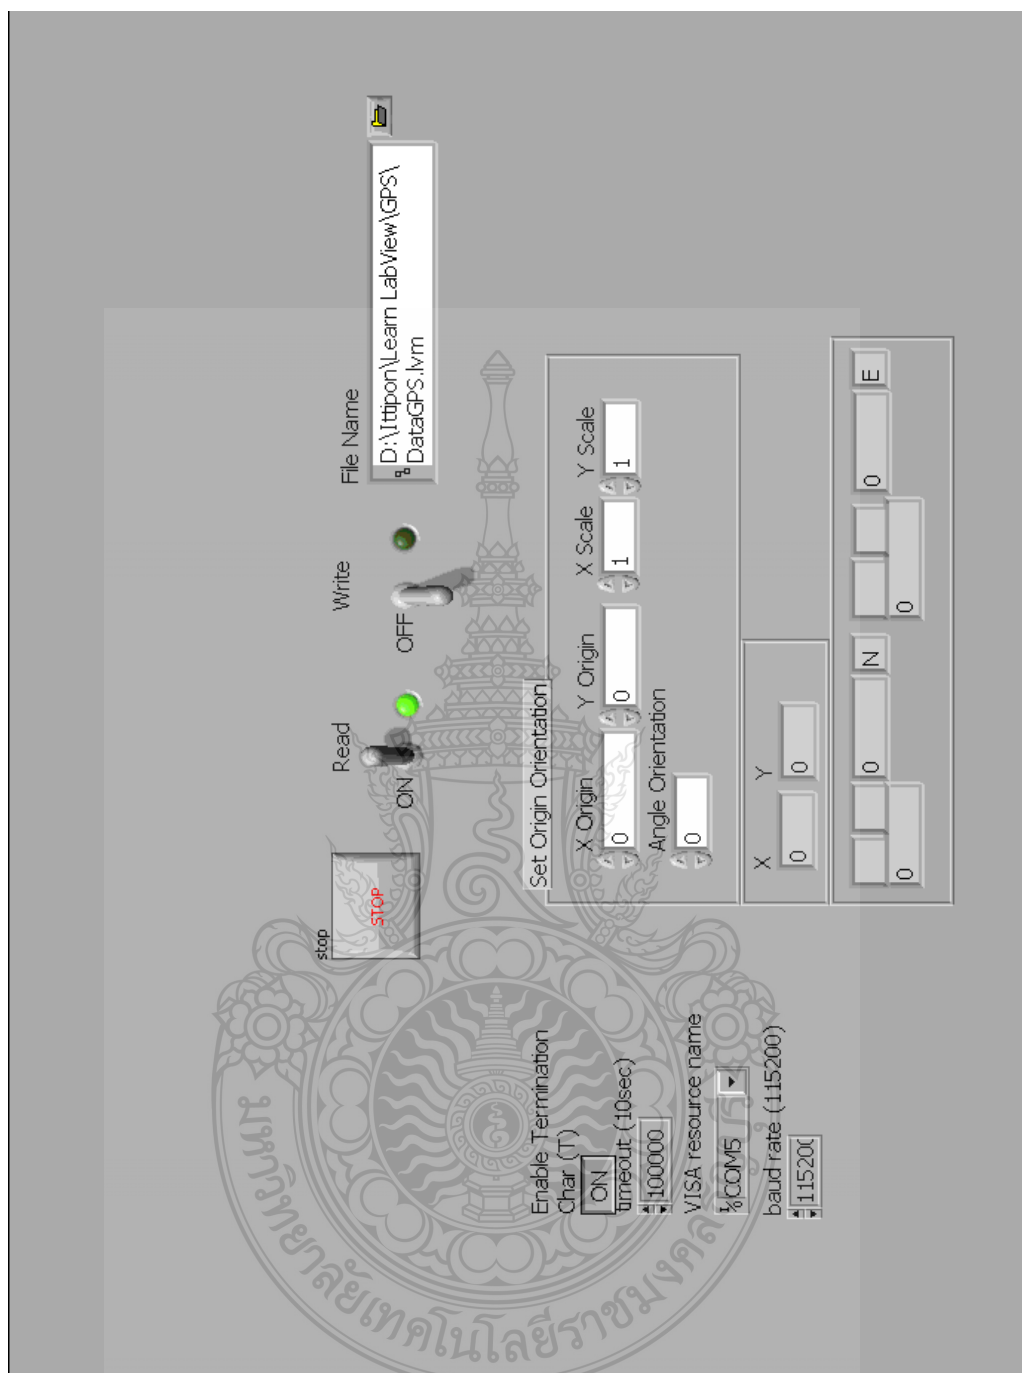 มหาวิทยาลัยเทคโนโลยีราชมงคล
stop
STOP
Read
ON
Write
OFF
File Name
D:\Ittipon\Learn LabView\GPS\
DataGPS.lvm
Enable Termination
Char (T)
ON
timeout (10sec)
100000
VISA resource name
COM5
baud rate (115200)
11520
Set Origin Orientation
X Origin
Y Origin
X Scale
Y Scale
0
0
1
1
Angle Orientation
0
X
Y
0
0
0
N
0
E
0
0